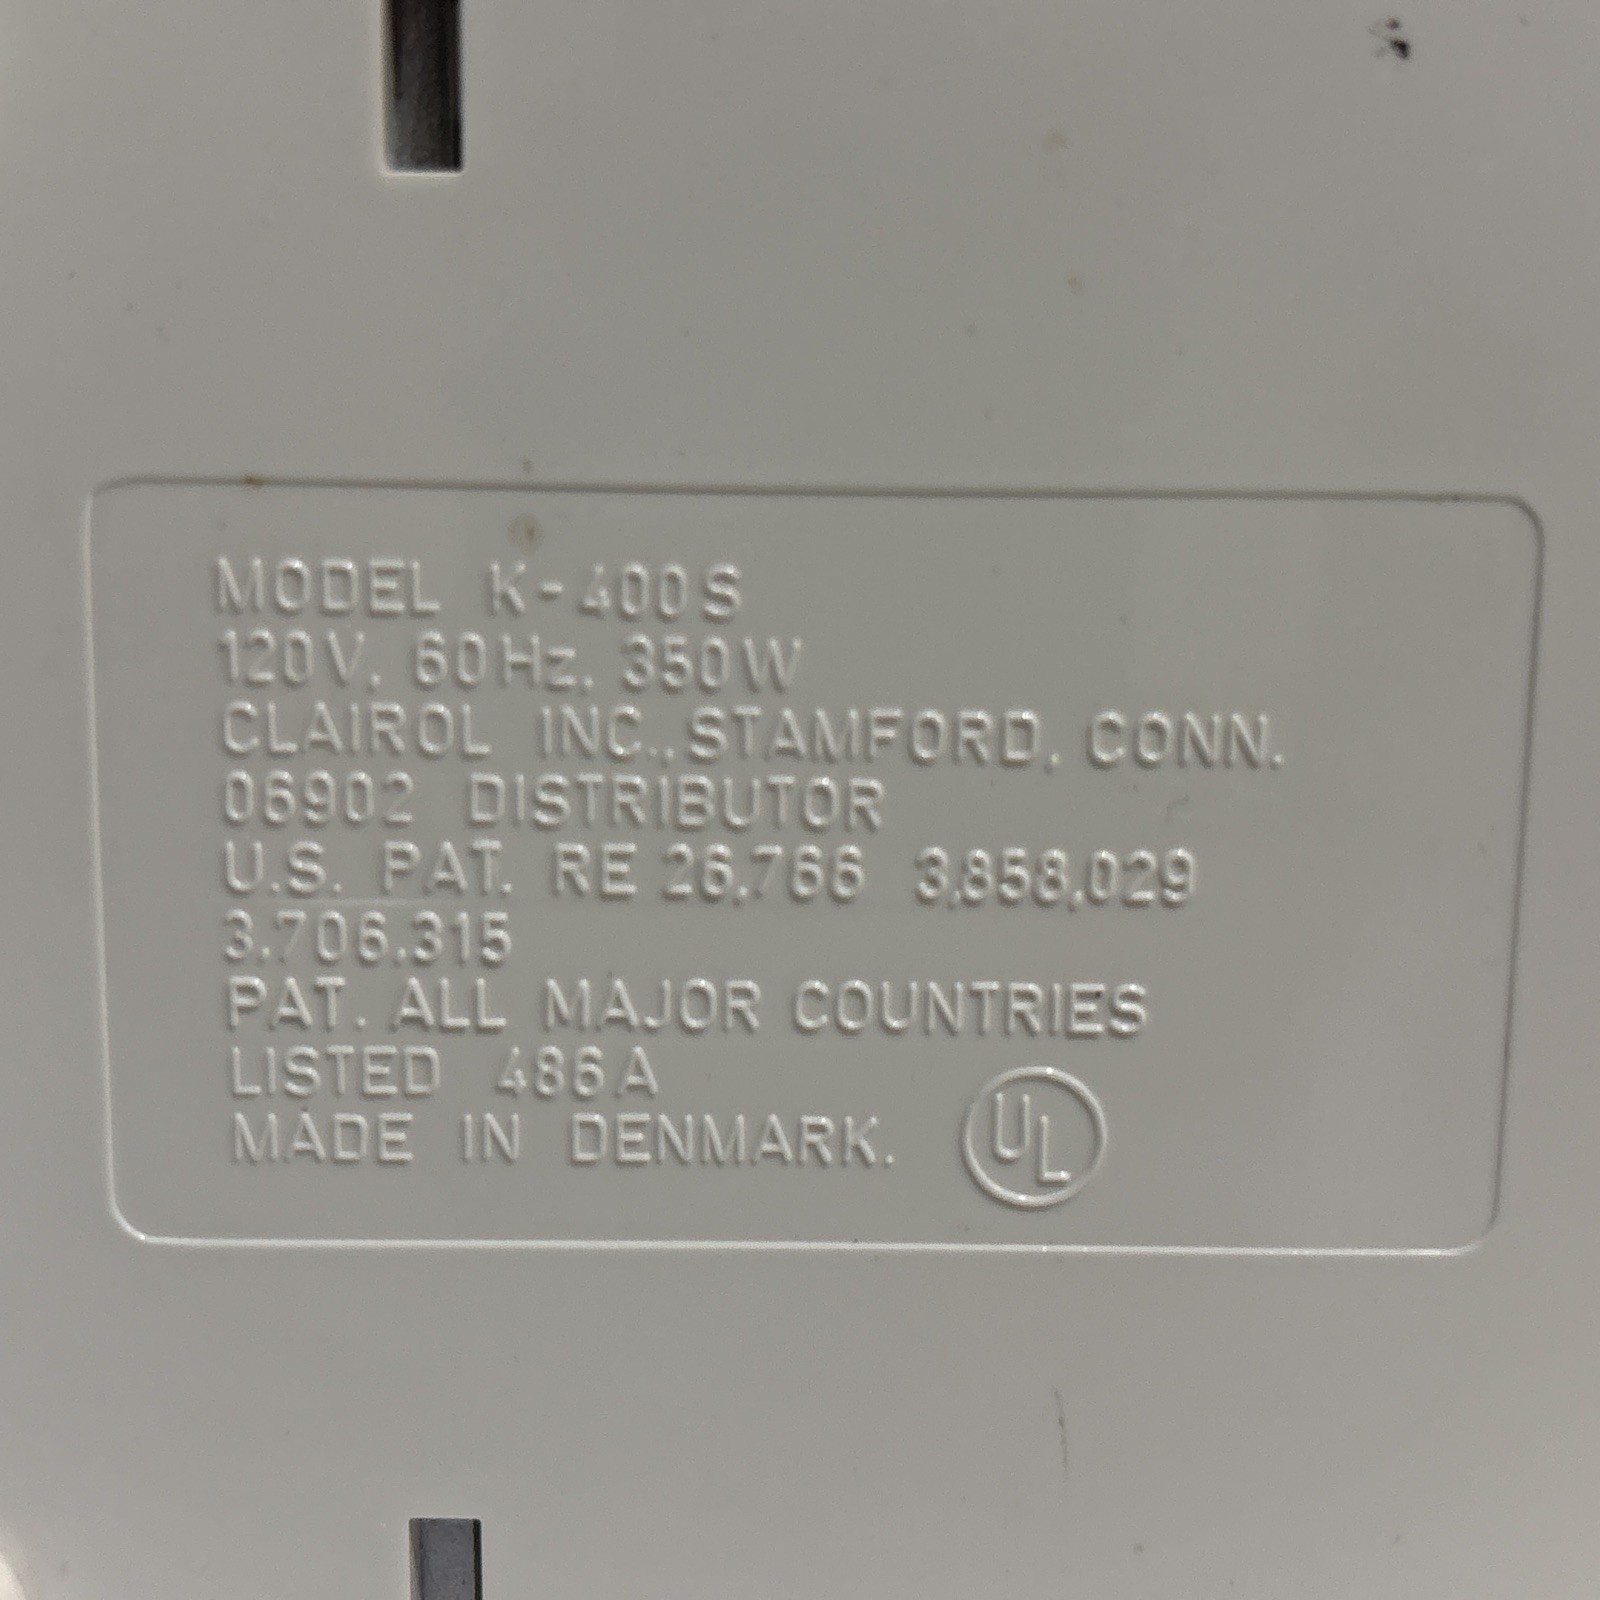 MODEL K-400S
120V, 60Hz, 350W
CLAIROL INC., STAMFORD, CONN.
06902 DISTRIBUTOR
U.S. PAT. RE 26,766 3,858,029
3,706,315
PAT. ALL MAJOR COUNTRIES
LISTED 486A
MADE IN DENMARK.
UL